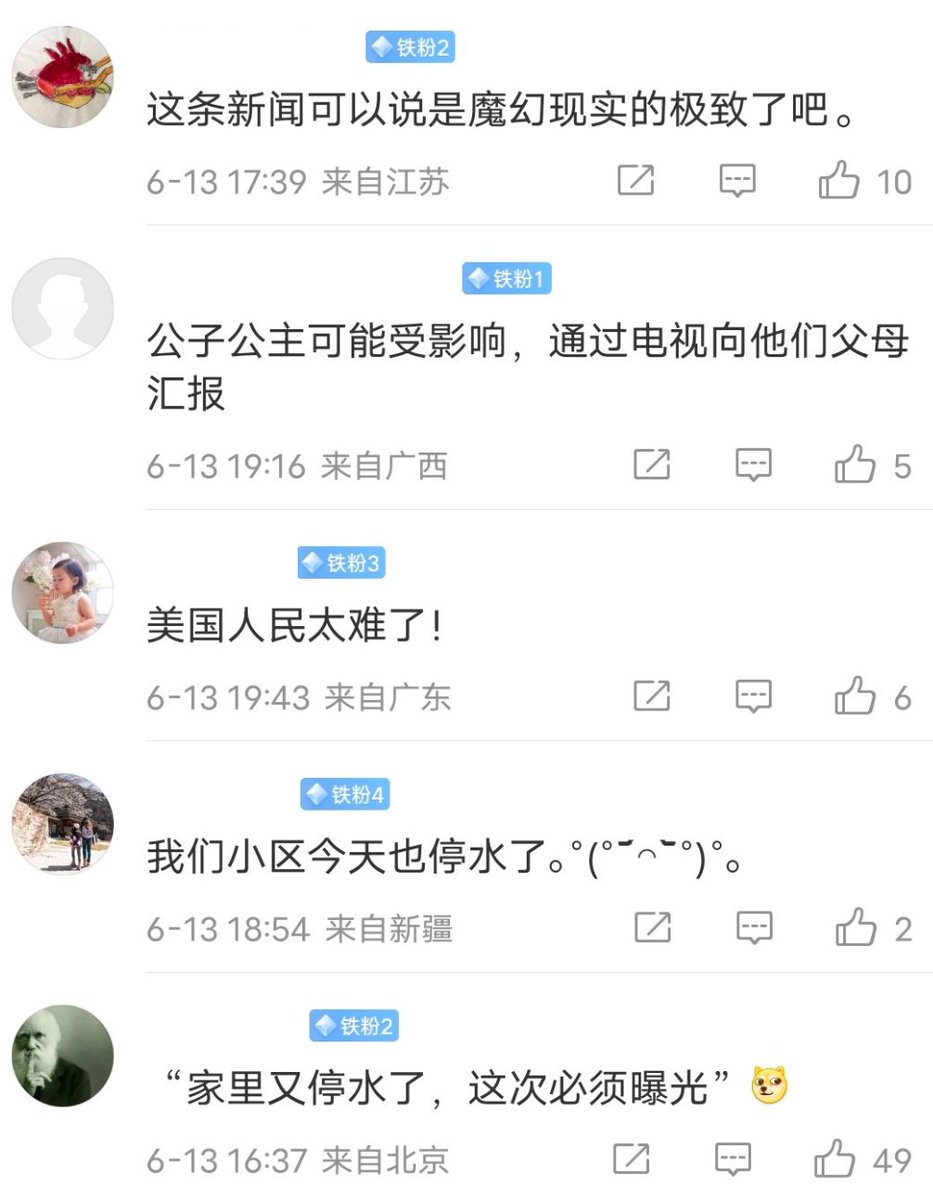 铁粉2
这条新闻可以说是魔幻现实的极致了吧。
6-13 17:39 来自江苏
10
铁粉1
公子公主可能受影响，通过电视向他们父母
汇报
6-13 19:16 来自广西
5
铁粉3
美国人民太难了！
6-13 19:43 来自广东
6
铁粉4
我们小区今天也停水了｡ﾟ(ﾟ´⌒`ﾟ)ﾟ｡
6-13 18:54 来自新疆
2
铁粉2
“家里又停水了，这次必须曝光”
6-13 16:37 来自北京
49